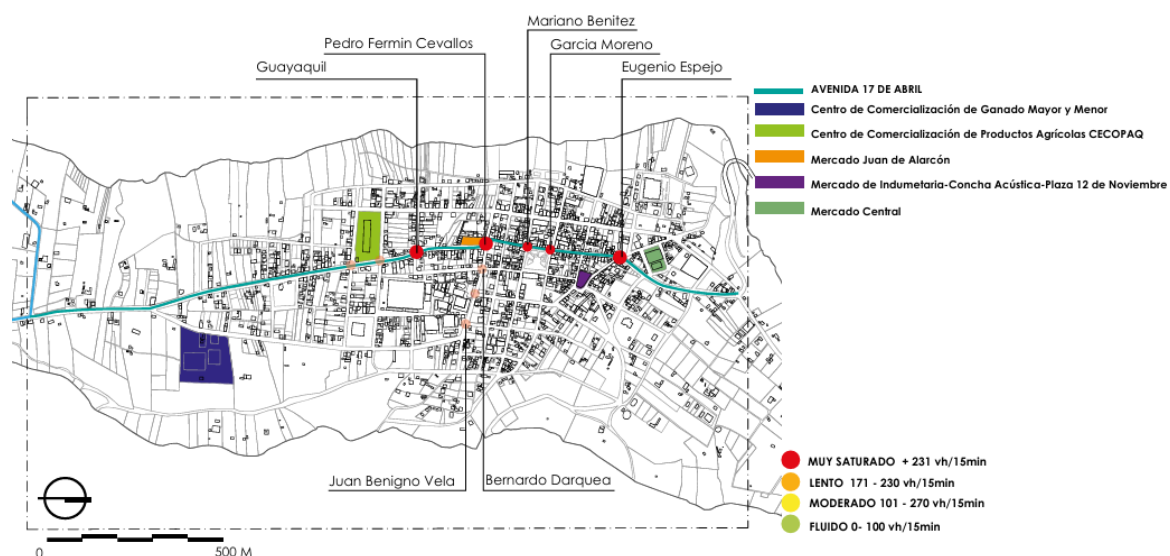 Mariano Benitez
Pedro Fermin Cevallos
Garcia Moreno
Guayaquil
Eugenio Espejo
AVENIDA 17 DE ABRIL
Centro de Comercialización de Ganado Mayor y Menor
Centro de Comercialización de Productos Agrícolas CECOPAQ
Mercado Juan de Alarcón
Mercado de Indumetaria-Concha Acústica-Plaza 12 de Noviembre
Mercado Central
Juan Benigno Vela
Bernardo Darquea
MUY SATURADO + 231 vh/15min
LENTO 171 - 230 vh/15min
MODERADO 101 - 270 vh/15min
FLUIDO 0- 100 vh/15min
0 500 M